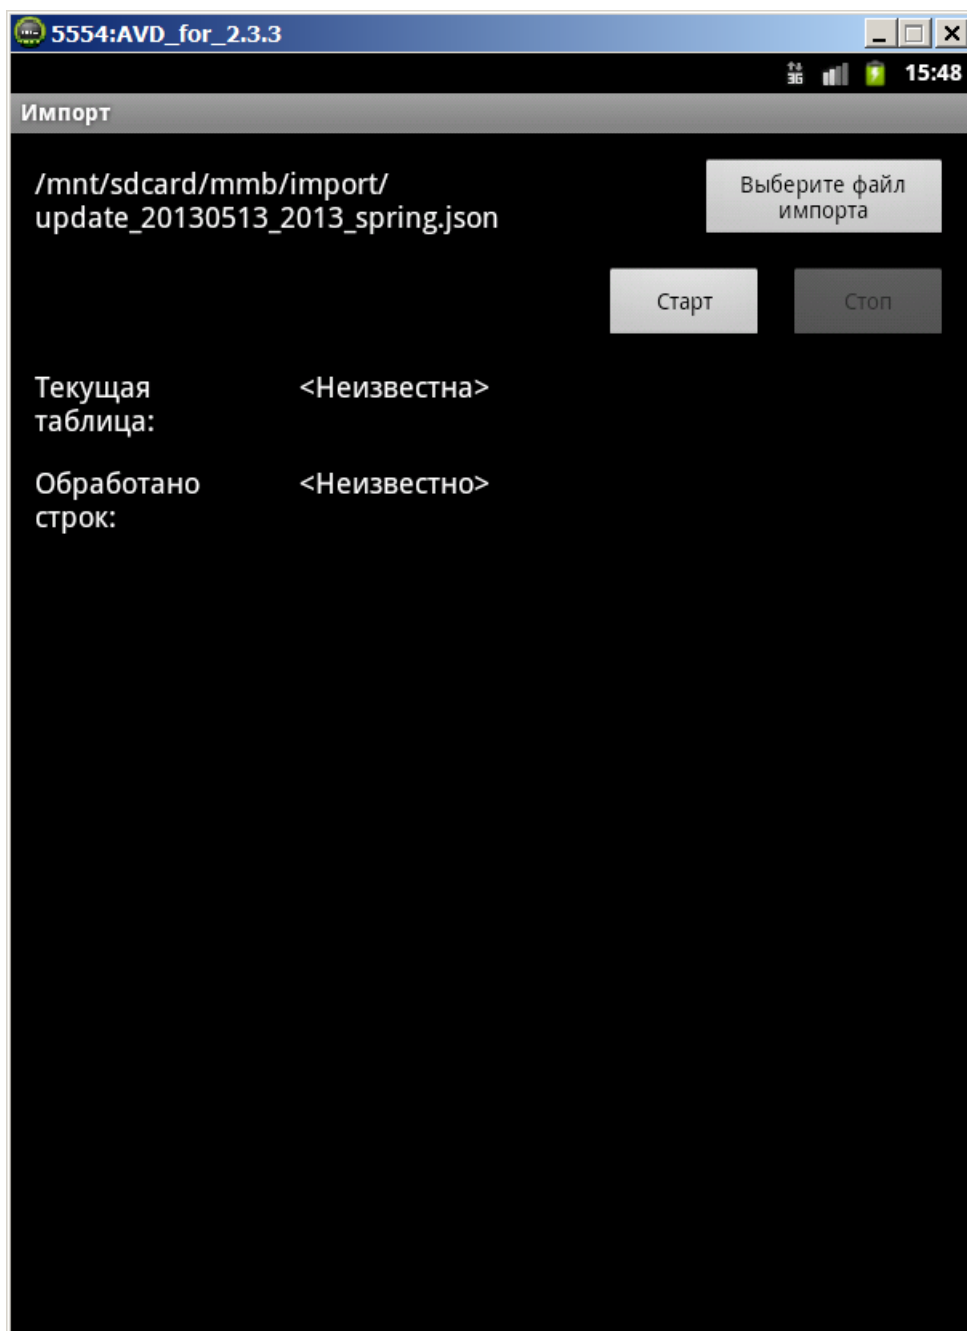 5554:AVD_for_2.3.3
3G 15:48
Импорт
/mnt/sdcard/mmb/import/
update_20130513_2013_spring.json
Выберите файл
импорта
Старт Стоп
Текущая <Неизвестна>
таблица:
Обработано <Неизвестно>
строк: